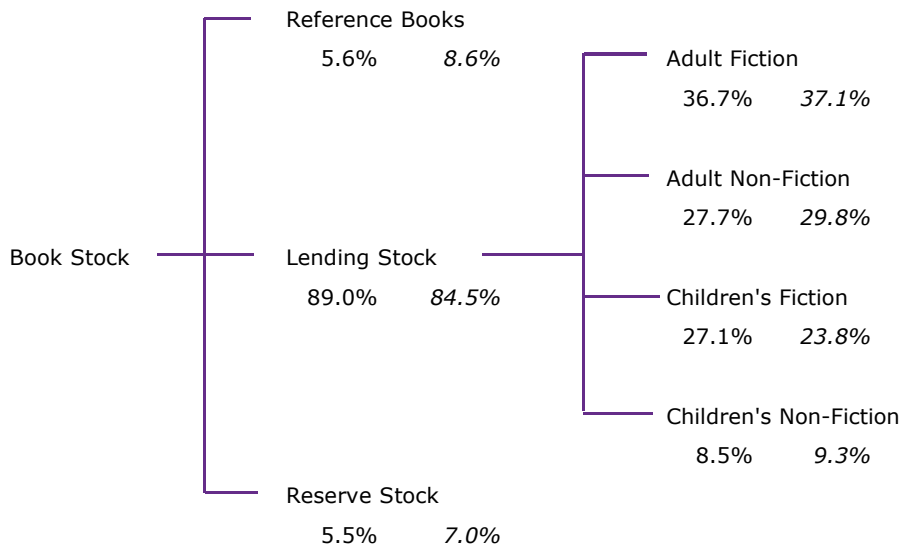 Reference Books
5.6% 8.6%
Adult Fiction
36.7% 37.1%
Adult Non-Fiction
27.7% 29.8%
Book Stock
Lending Stock
89.0% 84.5%
Children's Fiction
27.1% 23.8%
Children's Non-Fiction
8.5% 9.3%
Reserve Stock
5.5% 7.0%